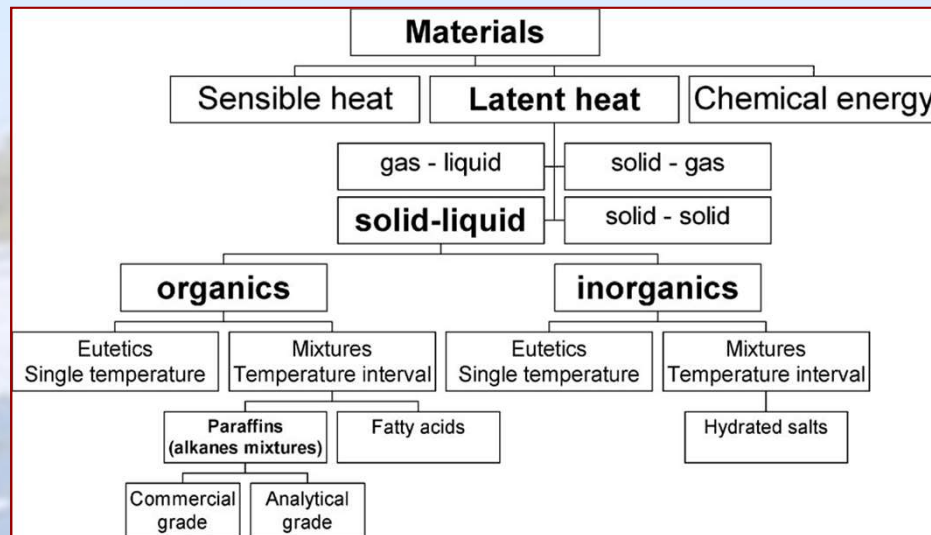 Materials
Sensible heat
Latent heat
Chemical energy
gas - liquid
solid - gas
solid-liquid
solid - solid
organics
inorganics
Eutetics
Single temperature
Mixtures
Temperature interval
Eutetics
Single temperature
Mixtures
Temperature interval
Paraffins
(alkanes mixtures)
Fatty acids
Hydrated salts
Commercial
grade
Analytical
grade